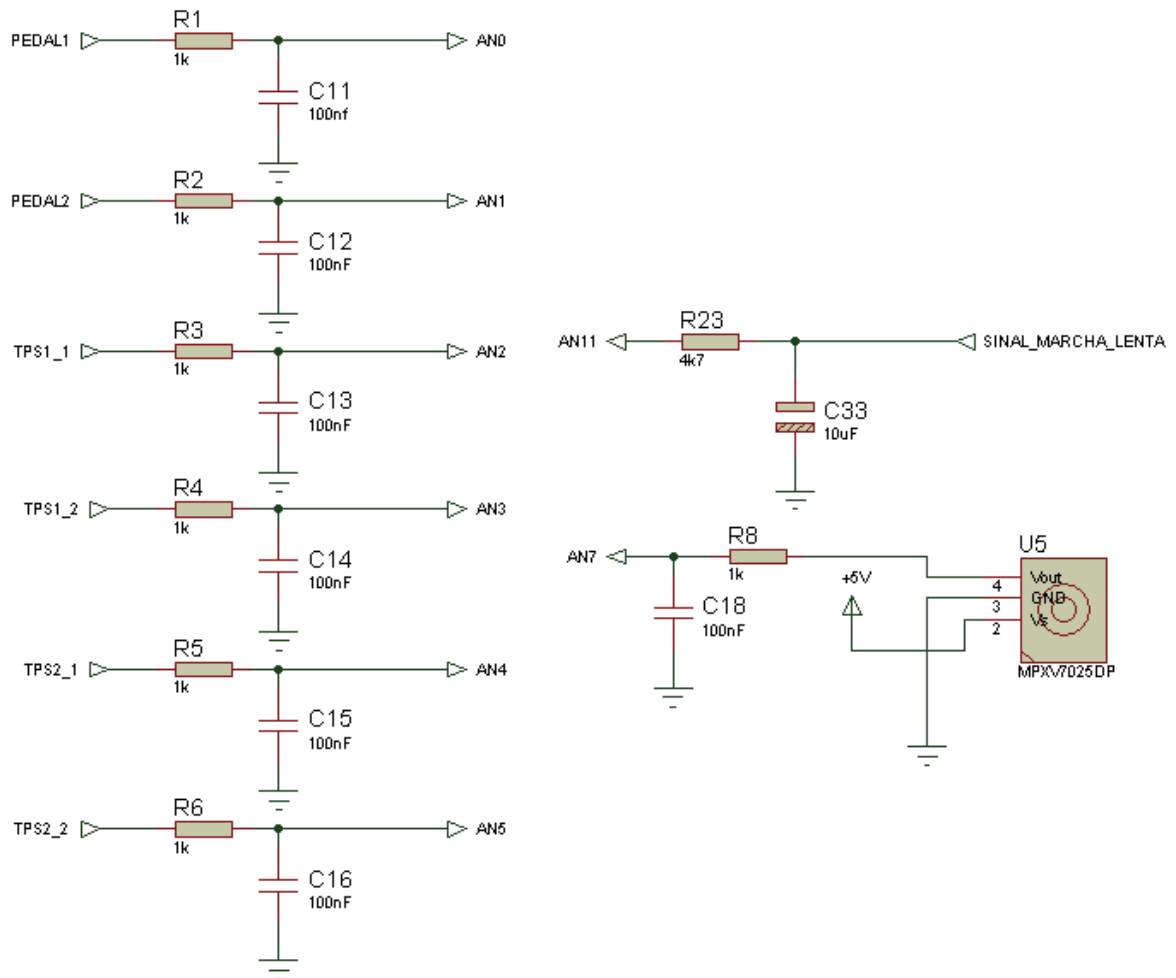 PEDAL1
R1
1k
AN0
C11
100nf
PEDAL2
R2
1k
AN1
C12
100nF
TPS1_1
R3
1k
AN2
C13
100nF
TPS1_2
R4
1k
AN3
C14
100nF
TPS2_1
R5
1k
AN4
C15
100nF
TPS2_2
R6
1k
AN5
C16
100nF
AN11
R23
4k7
SINAL_MARCHA_LENTA
C33
10uF
AN7
R8
1k
C18
100nF
+5V
U5
Vout
4
GND
3
Vs
2
MPXV7025DP